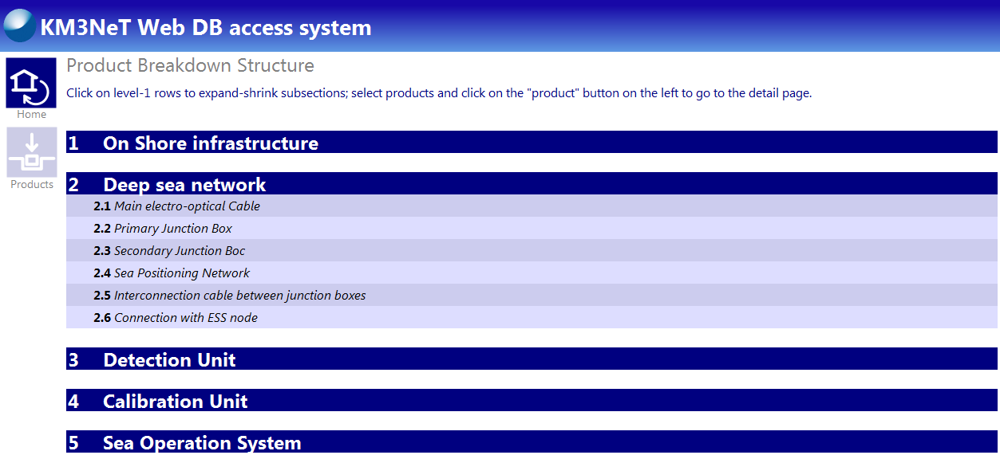 KM3NeT Web DB access system
Product Breakdown Structure
Click on level-1 rows to expand-shrink subsections; select products and click on the "product" button on the left to go to the detail page.
Home
Products
1 On Shore infrastructure
2 Deep sea network
2.1 Main electro-optical Cable
2.2 Primary Junction Box
2.3 Secondary Junction Boc
2.4 Sea Positioning Network
2.5 Interconnection cable between junction boxes
2.6 Connection with ESS node
3 Detection Unit
4 Calibration Unit
5 Sea Operation System